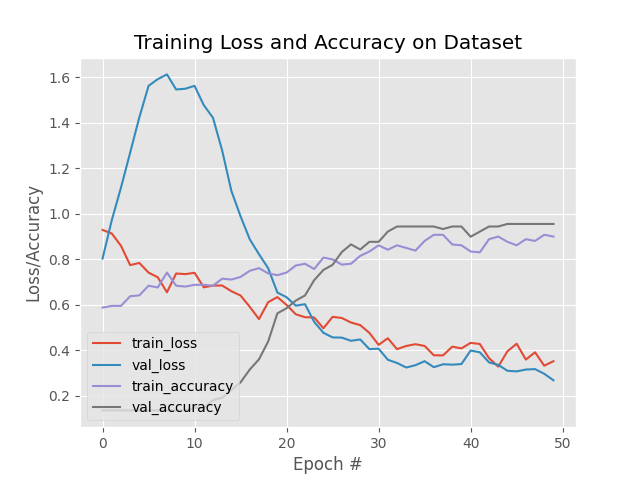 Training Loss and Accuracy on Dataset
Loss/Accuracy
1.6
1.4
1.2
1.0
0.8
0.6
0.4
0.2
train_loss
val_loss
train_accuracy
val_accuracy
0 10 20 30 40 50
Epoch #